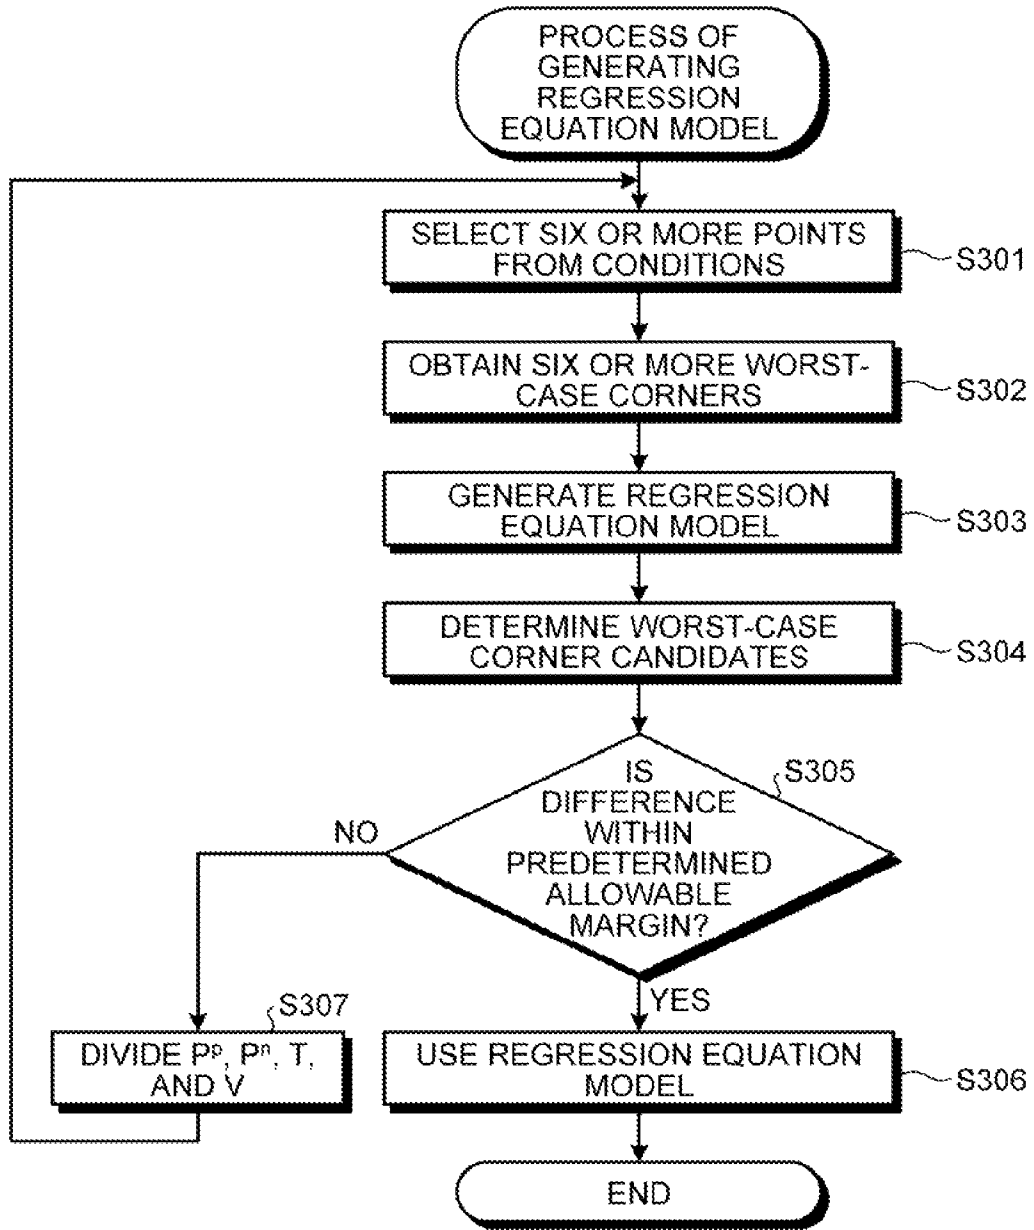 PROCESS OF
GENERATING
REGRESSION
EQUATION MODEL
SELECT SIX OR MORE POINTS
FROM CONDITIONS
S301
OBTAIN SIX OR MORE WORST-
CASE CORNERS
S302
GENERATE REGRESSION
EQUATION MODEL
S303
DETERMINE WORST-CASE
CORNER CANDIDATES
S304
IS
DIFFERENCE
WITHIN
PREDETERMINED
ALLOWABLE
MARGIN?
S305
NO
YES
S307
DIVIDE Pᵖ, Pⁿ, T,
AND V
USE REGRESSION EQUATION
MODEL
S306
END